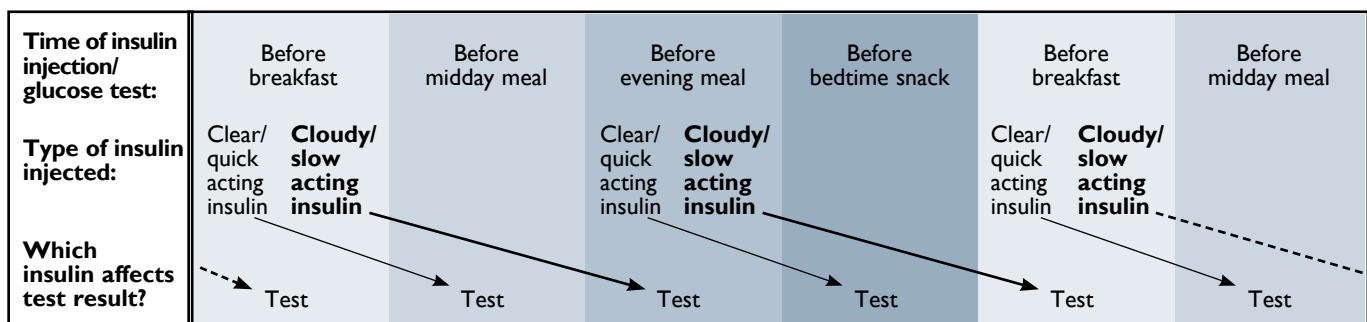 Time of insulin
injection/
glucose test:
Before
breakfast
Before
midday meal
Before
evening meal
Before
bedtime snack
Before
breakfast
Before
midday meal
Type of insulin
injected:
Clear/
quick
acting
insulin
Cloudy/
slow
acting
insulin
Clear/
quick
acting
insulin
Cloudy/
slow
acting
insulin
Clear/
quick
acting
insulin
Cloudy/
slow
acting
insulin
Which
insulin affects
test result?
Test
Test
Test
Test
Test
Test